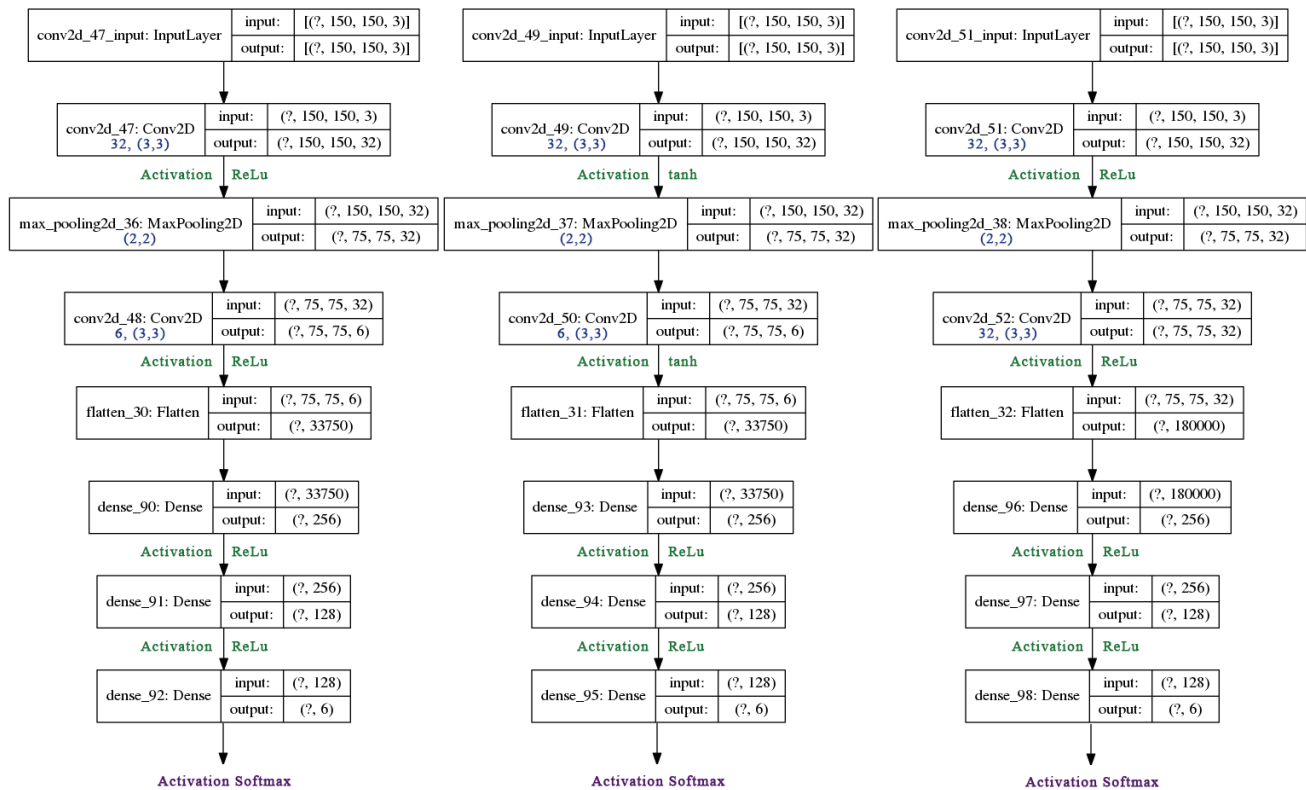 conv2d_47_input: InputLayer
input: [(?, 150, 150, 3)]
output: [(?, 150, 150, 3)]
conv2d_47: Conv2D
32, (3,3)
input: (?, 150, 150, 3)
output: (?, 150, 150, 32)
Activation ReLu
max_pooling2d_36: MaxPooling2D
(2,2)
input: (?, 150, 150, 32)
output: (?, 75, 75, 32)
conv2d_48: Conv2D
6, (3,3)
input: (?, 75, 75, 32)
output: (?, 75, 75, 6)
Activation ReLu
flatten_30: Flatten
input: (?, 75, 75, 6)
output: (?, 33750)
dense_90: Dense
input: (?, 33750)
output: (?, 256)
Activation ReLu
dense_91: Dense
input: (?, 256)
output: (?, 128)
Activation ReLu
dense_92: Dense
input: (?, 128)
output: (?, 6)
Activation Softmax
conv2d_49_input: InputLayer
input: [(?, 150, 150, 3)]
output: [(?, 150, 150, 3)]
conv2d_49: Conv2D
32, (3,3)
input: (?, 150, 150, 3)
output: (?, 150, 150, 32)
Activation tanh
max_pooling2d_37: MaxPooling2D
(2,2)
input: (?, 150, 150, 32)
output: (?, 75, 75, 32)
conv2d_50: Conv2D
6, (3,3)
input: (?, 75, 75, 32)
output: (?, 75, 75, 6)
Activation tanh
flatten_31: Flatten
input: (?, 75, 75, 6)
output: (?, 33750)
dense_93: Dense
input: (?, 33750)
output: (?, 256)
Activation ReLu
dense_94: Dense
input: (?, 256)
output: (?, 128)
Activation ReLu
dense_95: Dense
input: (?, 128)
output: (?, 6)
Activation Softmax
conv2d_51_input: InputLayer
input: [(?, 150, 150, 3)]
output: [(?, 150, 150, 3)]
conv2d_51: Conv2D
32, (3,3)
input: (?, 150, 150, 3)
output: (?, 150, 150, 32)
Activation ReLu
max_pooling2d_38: MaxPooling2D
(2,2)
input: (?, 150, 150, 32)
output: (?, 75, 75, 32)
conv2d_52: Conv2D
32, (3,3)
input: (?, 75, 75, 32)
output: (?, 75, 75, 32)
Activation ReLu
flatten_32: Flatten
input: (?, 75, 75, 32)
output: (?, 180000)
dense_96: Dense
input: (?, 180000)
output: (?, 256)
Activation ReLu
dense_97: Dense
input: (?, 256)
output: (?, 128)
Activation ReLu
dense_98: Dense
input: (?, 128)
output: (?, 6)
Activation Softmax